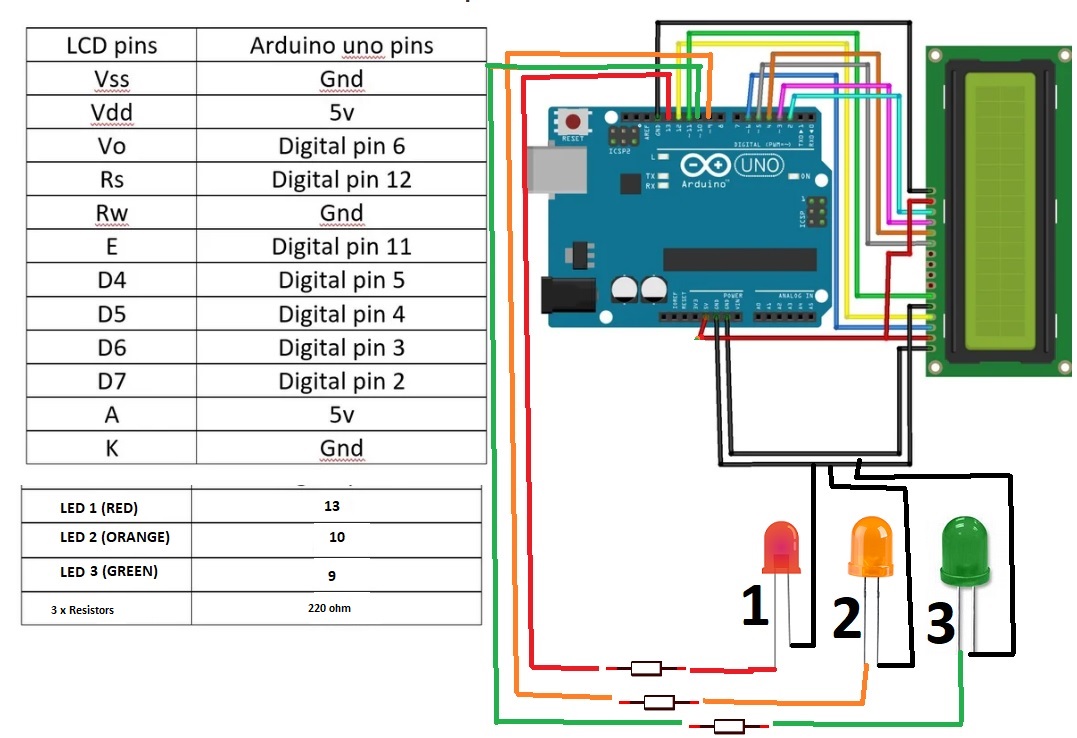 LCD pins Arduino uno pins
Vss Gnd
Vdd 5v
Vo Digital pin 6
Rs Digital pin 12
Rw Gnd
E Digital pin 11
D4 Digital pin 5
D5 Digital pin 4
D6 Digital pin 3
D7 Digital pin 2
A 5v
K Gnd
LED 1 (RED) 13
LED 2 (ORANGE) 10
LED 3 (GREEN) 9
3 x Resistors 220 ohm
RESET
ICSP2
AREF
GND
13
12
~11
~10
~9
8
7
~6
~5
4
~3
2
TX▶1
RX◀0
DIGITAL (PWM=~)
L
TX
RX
UNO
ON
Arduino
ICSP
1
IOREF
RESET
3V3
5V
GND
GND
VIN
POWER
ANALOG IN
A0
A1
A2
A3
A4
A5
1
2
3